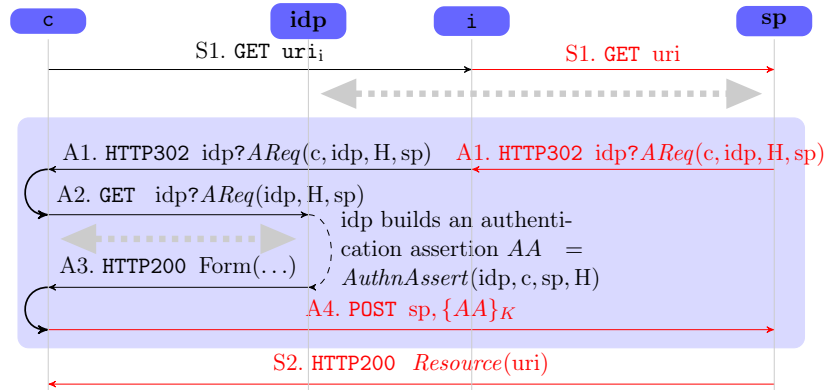 c idp i sp
S1. GET uri_i S1. GET uri
A1. HTTP302 idp?AReq(c, idp, H, sp) A1. HTTP302 idp?AReq(c, idp, H, sp)
A2. GET idp?AReq(idp, H, sp)
idp builds an authenti-
cation assertion AA =
AuthnAssert(idp, c, sp, H)
A3. HTTP200 Form(...)
A4. POST sp, {AA}_K
S2. HTTP200 Resource(uri)